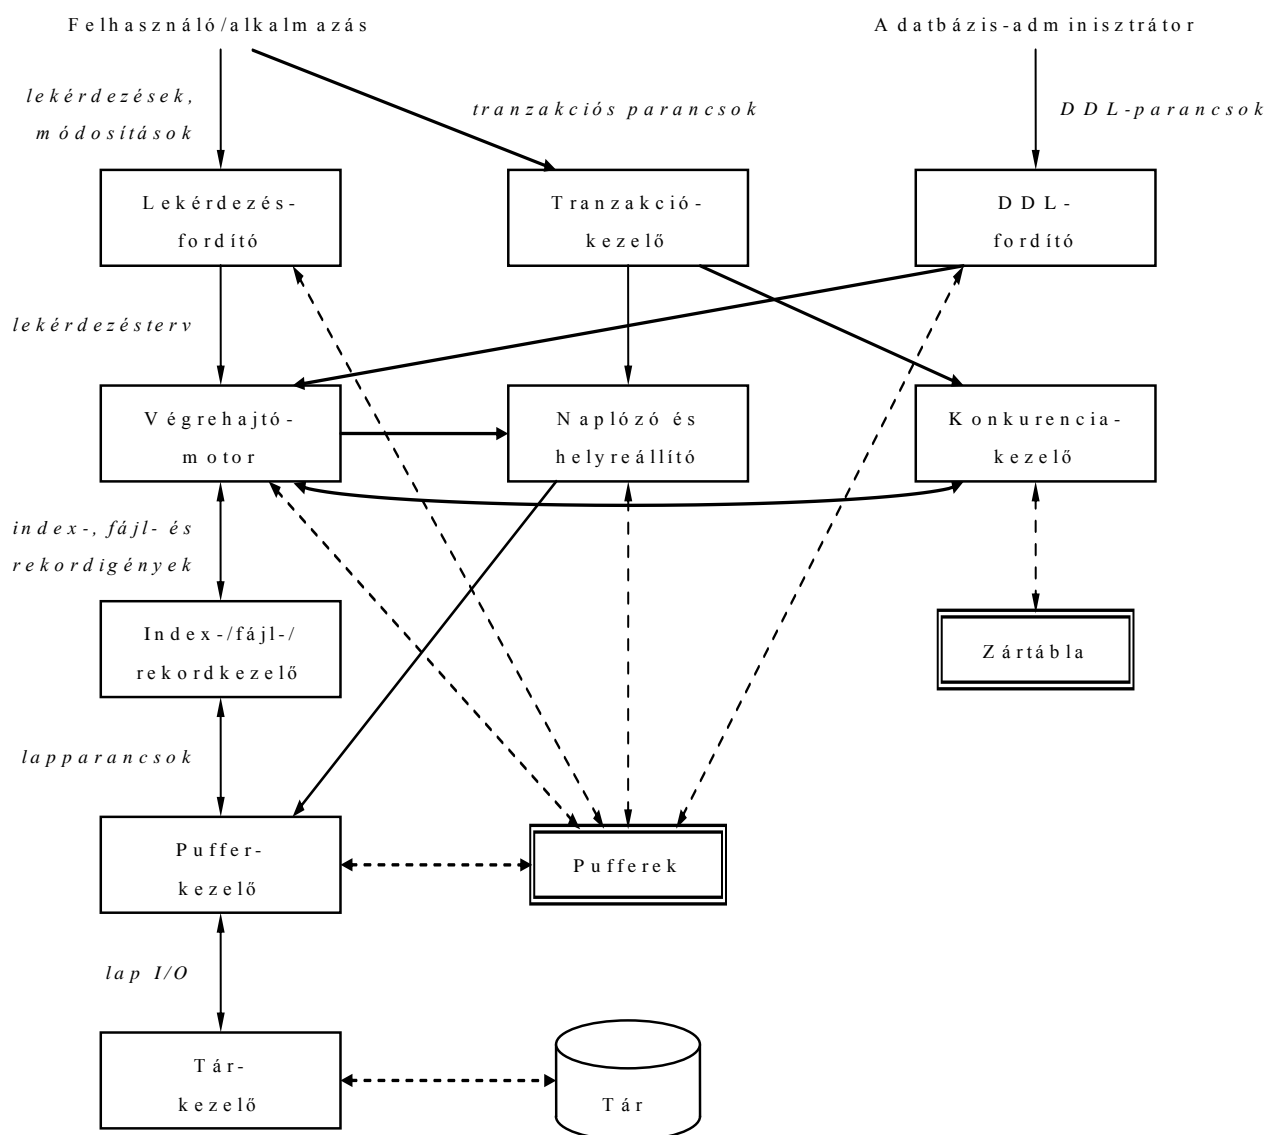 Felhasználó/alkalmazás
Adatbázis-adminisztrátor
lekérdezések,
módosítások
tranzakciós parancsok
DDL-parancsok
Lekérdezés-
fordító
Tranzakció-
kezelő
DDL-
fordító
lekérdezésterv
Végrehajtó-
motor
Naplózó és
helyreállító
Konkurencia-
kezelő
index-, fájl- és
rekordigények
Index-/fájl-/
rekordkezelő
Zártábla
lapparancsok
Puffer-
kezelő
Pufferek
lap I/O
Tár-
kezelő
Tár